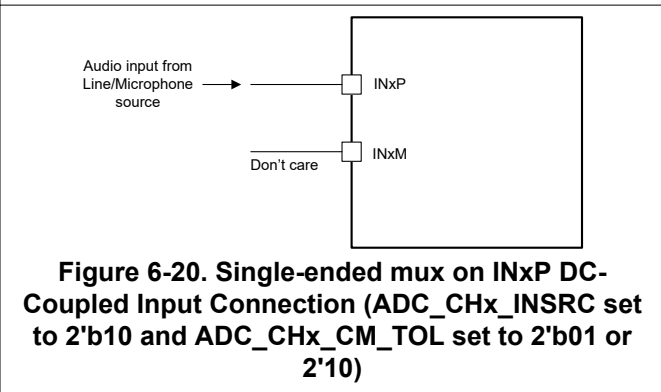 Audio input from
Line/Microphone
source
INxP
INxM
Don't care
Figure 6-20. Single-ended mux on INxP DC-
Coupled Input Connection (ADC_CHx_INSRC set
to 2'b10 and ADC_CHx_CM_TOL set to 2'b01 or
2'10)